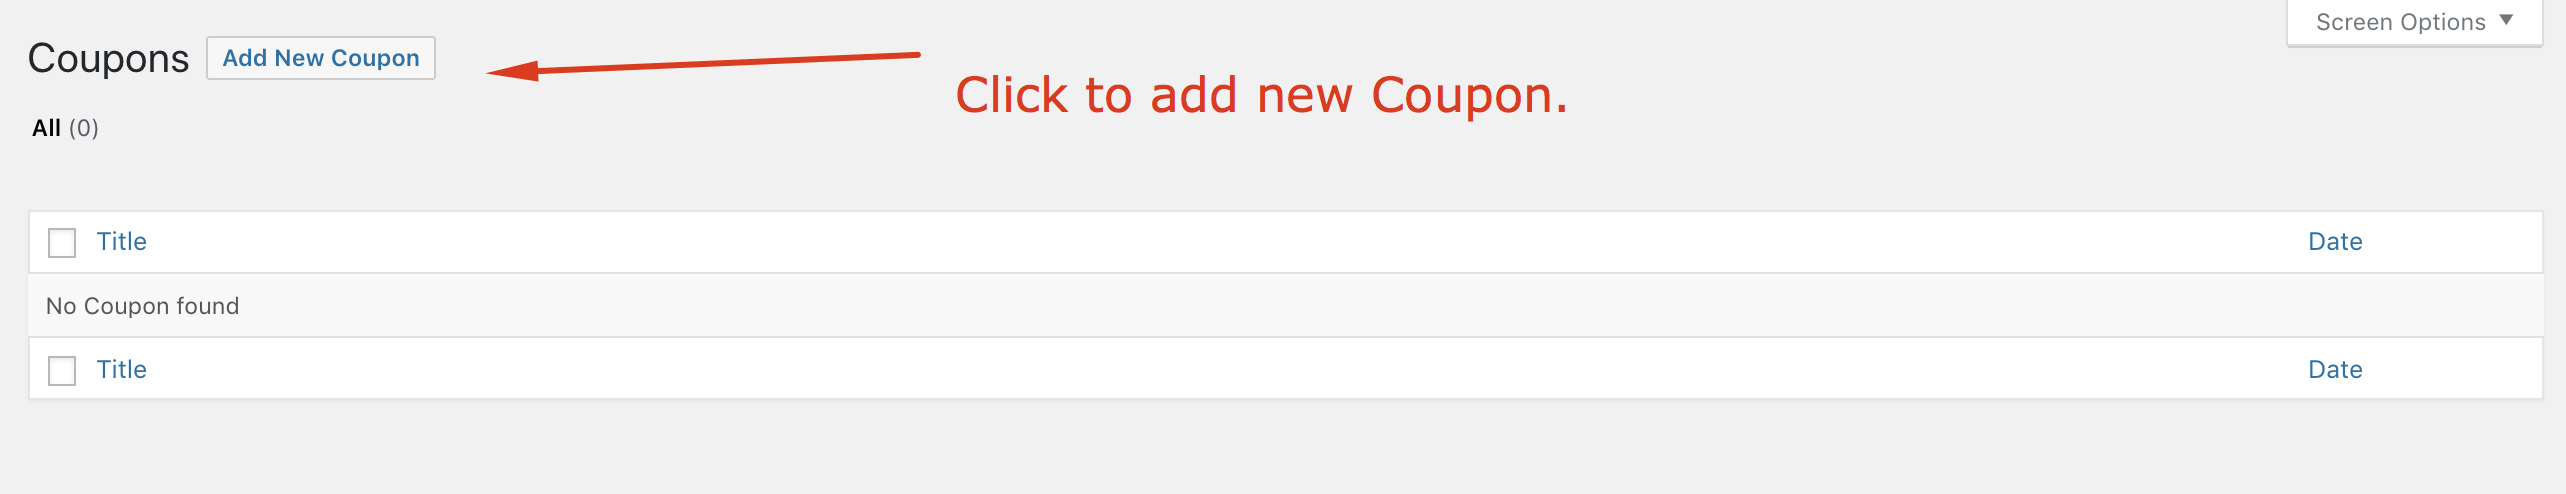 Screen Options ▼
Coupons Add New Coupon
Click to add new Coupon.
All (0)
Title Date
No Coupon found
Title Date